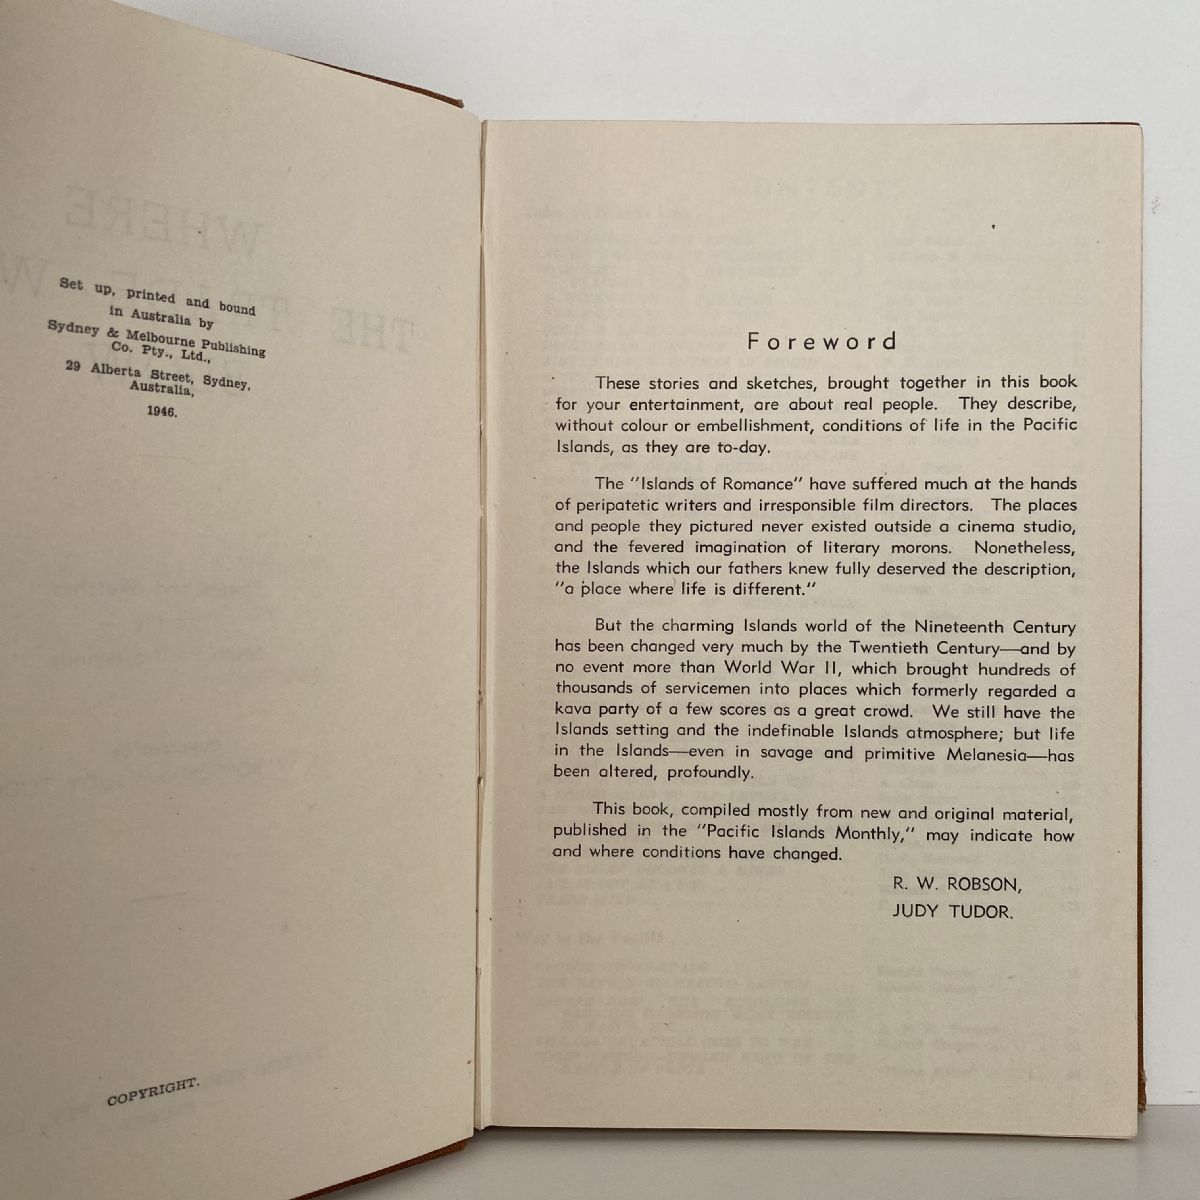 Set up, printed and bound
in Australia by
Sydney & Melbourne Publishing
Co. Pty., Ltd.,
29 Alberta Street, Sydney,
Australia,
1946.
COPYRIGHT.
Foreword
These stories and sketches, brought together in this book
for your entertainment, are about real people. They describe,
without colour or embellishment, conditions of life in the Pacific
Islands, as they are to-day.
The "Islands of Romance" have suffered much at the hands
of peripatetic writers and irresponsible film directors. The places
and people they pictured never existed outside a cinema studio,
and the fevered imagination of literary morons. Nonetheless,
the Islands which our fathers knew fully deserved the description,
"a place where life is different."
But the charming Islands world of the Nineteenth Century
has been changed very much by the Twentieth Century—and by
no event more than World War II, which brought hundreds of
thousands of servicemen into places which formerly regarded a
kava party of a few scores as a great crowd. We still have the
Islands setting and the indefinable Islands atmosphere; but life
in the Islands—even in savage and primitive Melanesia—has
been altered, profoundly.
This book, compiled mostly from new and original material,
published in the "Pacific Islands Monthly," may indicate how
and where conditions have changed.
R. W. ROBSON,
JUDY TUDOR.